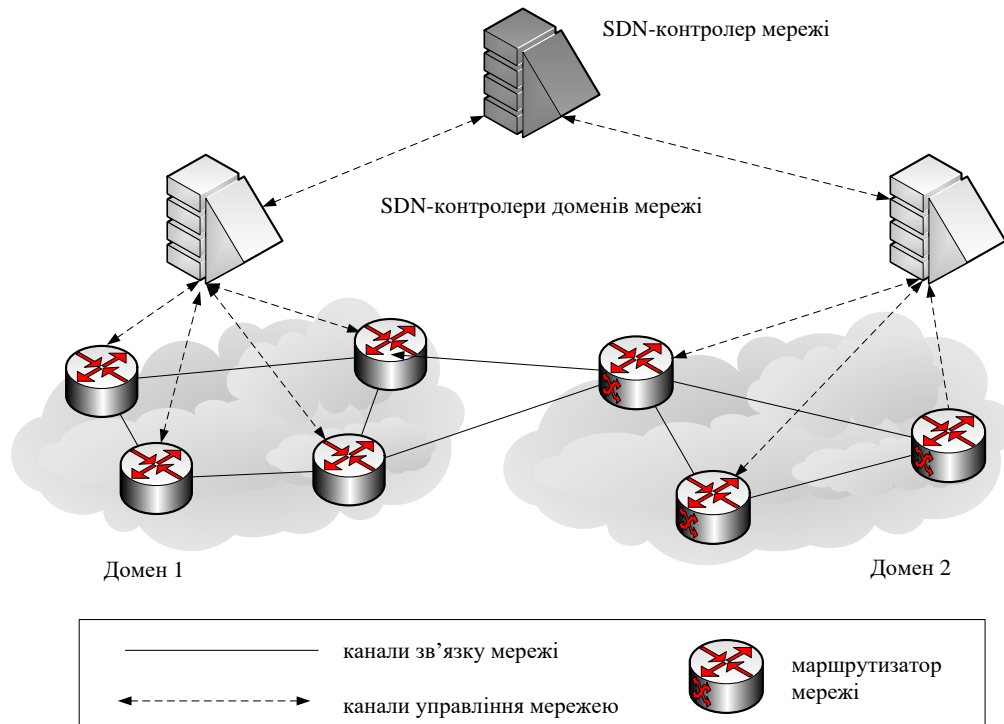 SDN-контролер мережі
SDN-контролери доменів мережі
Домен 1
Домен 2
канали зв’язку мережі
канали управління мережею
маршрутизатор
мережі